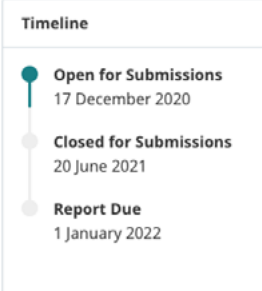 Timeline
Open for Submissions
17 December 2020
Closed for Submissions
20 June 2021
Report Due
1 January 2022